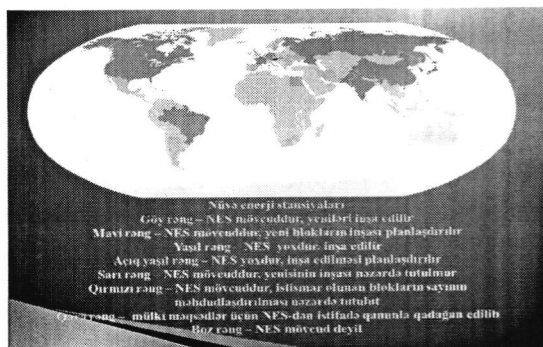 Nüvə enerji stansiyaları
Göy rəng – NES mövcuddur, yeniləri inşa edilir
Mavi rəng – NES mövcuddur, yeni blokların inşası planlaşdırılır
Yaşıl rəng – NES yoxdur, inşa edilir
Açıq yaşıl rəng – NES yoxdur, inşa edilməsi planlaşdırılır
Sarı rəng – NES mövcuddur, yenisinin inşası nəzərdə tutulmur
Qırmızı rəng – NES mövcuddur, istismar olunan blokların sayının
məhdudlaşdırılması nəzərdə tutulur
rəng – mülki məqsədlər üçün NES-dən istifadə qanunla qadağan edilib
Boz rəng – NES mövcud deyil